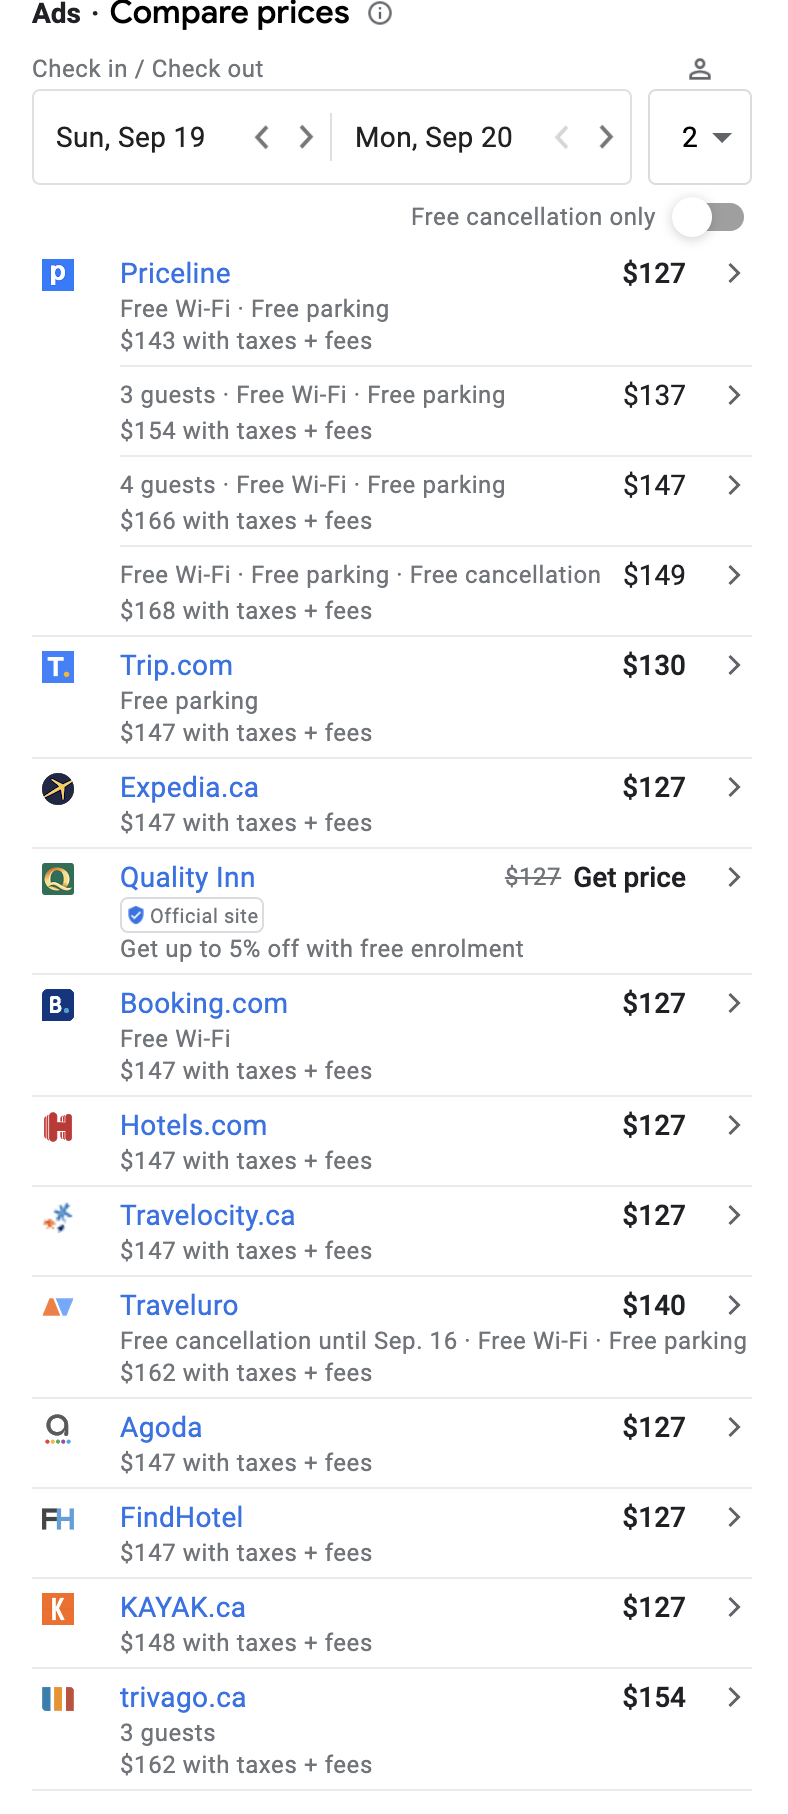 Ads · Compare prices
Check in / Check out
Sun, Sep 19 Mon, Sep 20 2
Free cancellation only
Priceline $127
Free Wi-Fi · Free parking
$143 with taxes + fees
3 guests · Free Wi-Fi · Free parking $137
$154 with taxes + fees
4 guests · Free Wi-Fi · Free parking $147
$166 with taxes + fees
Free Wi-Fi · Free parking · Free cancellation $149
$168 with taxes + fees
T. Trip.com $130
Free parking
$147 with taxes + fees
Expedia.ca $127
$147 with taxes + fees
Quality Inn $127 Get price
Official site
Get up to 5% off with free enrolment
B. Booking.com $127
Free Wi-Fi
$147 with taxes + fees
Hotels.com $127
$147 with taxes + fees
Travelocity.ca $127
$147 with taxes + fees
Traveluro $140
Free cancellation until Sep. 16 · Free Wi-Fi · Free parking
$162 with taxes + fees
Agoda $127
$147 with taxes + fees
FH FindHotel $127
$147 with taxes + fees
K KAYAK.ca $127
$148 with taxes + fees
trivago.ca $154
3 guests
$162 with taxes + fees